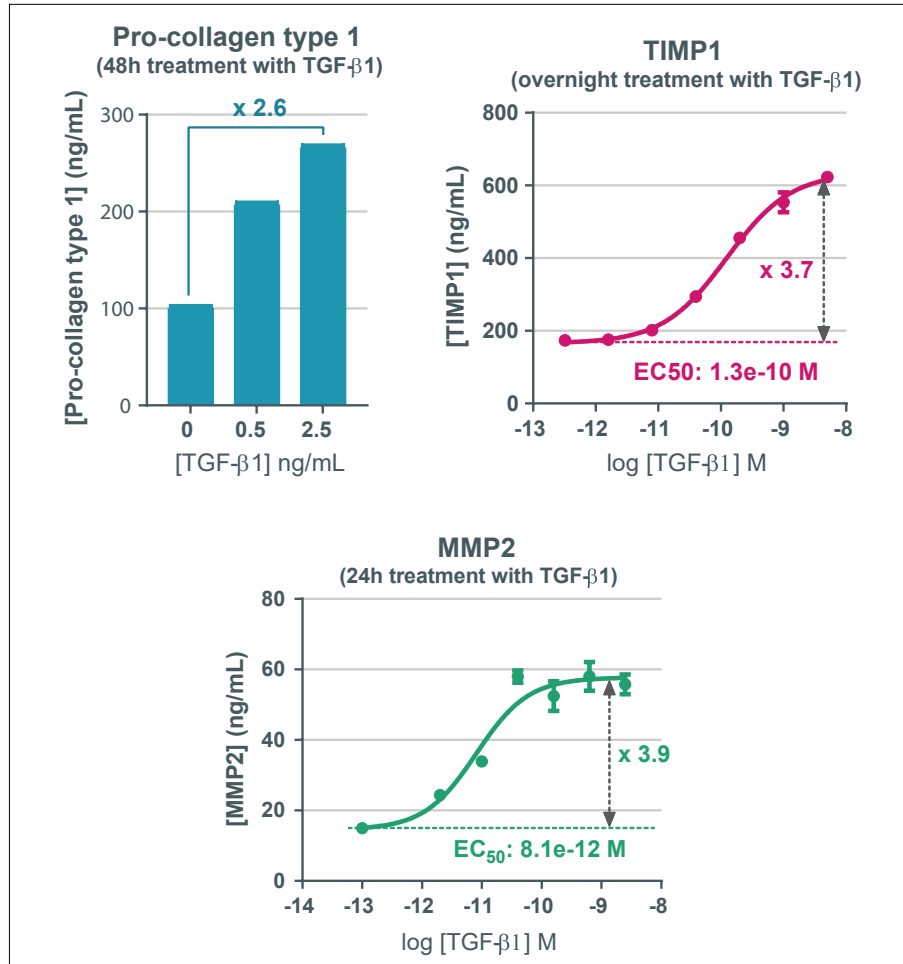 Pro-collagen type 1
(48h treatment with TGF-β1)
x 2.6
[Pro-collagen type 1] (ng/mL)
300
200
100
0
0 0.5 2.5
[TGF-β1] ng/mL
TIMP1
(overnight treatment with TGF-β1)
[TIMP1] (ng/mL)
800
600
400
200
0
x 3.7
EC50: 1.3e-10 M
-13 -12 -11 -10 -9 -8
log [TGF-β1] M
MMP2
(24h treatment with TGF-β1)
[MMP2] (ng/mL)
80
60
40
20
0
x 3.9
EC₅₀: 8.1e-12 M
-14 -13 -12 -11 -10 -9 -8
log [TGF-β1] M